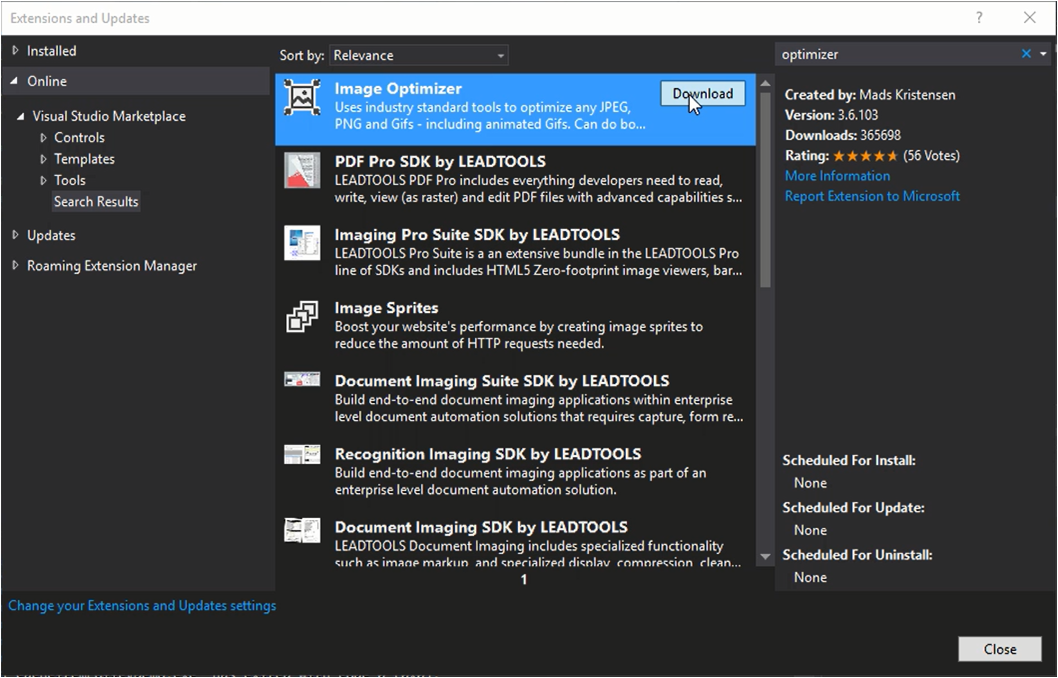 Extensions and Updates
?
Installed
Online
Visual Studio Marketplace
Controls
Templates
Tools
Search Results
Updates
Roaming Extension Manager
Sort by: Relevance
Image Optimizer
Download
Uses industry standard tools to optimize any JPEG,
PNG and Gifs - including animated Gifs. Can do bo...
PDF Pro SDK by LEADTOOLS
LEADTOOLS PDF Pro includes everything developers need to read,
write, view (as raster) and edit PDF files with advanced capabilities s...
Imaging Pro Suite SDK by LEADTOOLS
LEADTOOLS Pro Suite is a an extensive bundle in the LEADTOOLS Pro
line of SDKs and includes HTML5 Zero-footprint image viewers, bar...
Image Sprites
Boost your website's performance by creating image sprites to
reduce the amount of HTTP requests needed.
Document Imaging Suite SDK by LEADTOOLS
Build end-to-end document imaging applications within enterprise
level document automation solutions that requires capture, form re...
Recognition Imaging SDK by LEADTOOLS
Build end-to-end document imaging applications as part of an
enterprise level document automation solution.
Document Imaging SDK by LEADTOOLS
LEADTOOLS Document Imaging includes specialized functionality
such as image markup, and specialized display, compression, clean...
1
optimizer
Created by: Mads Kristensen
Version: 3.6.103
Downloads: 365698
Rating: (56 Votes)
More Information
Report Extension to Microsoft
Scheduled For Install:
None
Scheduled For Update:
None
Scheduled For Uninstall:
None
Change your Extensions and Updates settings
Close